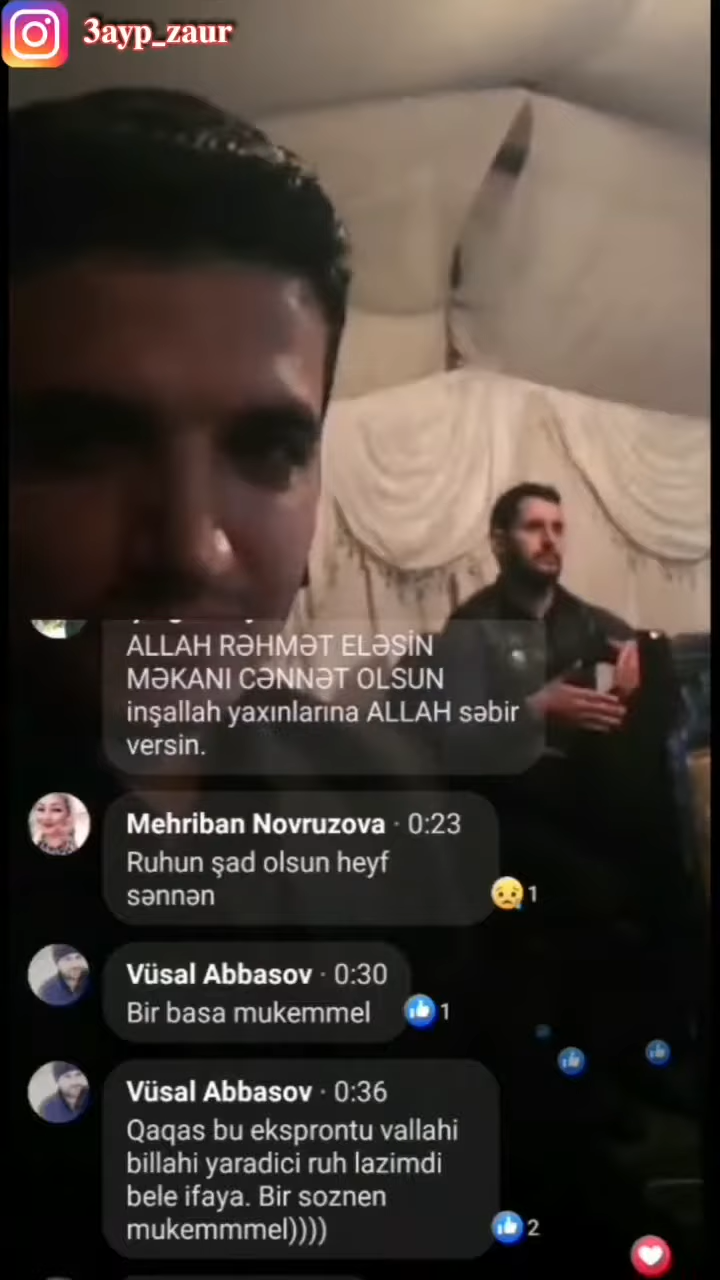 3ayp_zaur
ALLAH RƏHMƏT ELƏSİN
MƏKANI CƏNNƏT OLSUN
inşallah yaxınlarına ALLAH səbir
versin.
Mehriban Novruzova · 0:23
Ruhun şad olsun heyf
sənnən
1
Vüsal Abbasov · 0:30
Bir basa mukemmel
1
Vüsal Abbasov · 0:36
Qaqas bu eksprontu vallahi
billahi yaradici ruh lazimdi
bele ifaya. Bir soznen
mukemmmel))))
2